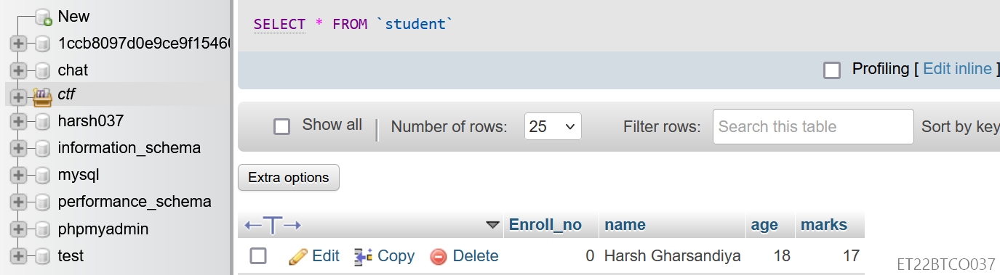 New
1ccb8097d0e9ce9f1546
chat
ctf
harsh037
information_schema
mysql
performance_schema
phpmyadmin
test
SELECT * FROM `student`
Profiling [ Edit inline ]
Show all | Number of rows: 25 Filter rows: Search this table Sort by key
Extra options
Enroll_no name age marks
Edit Copy Delete 0 Harsh Gharsandiya 18 17
ET22BTCO037